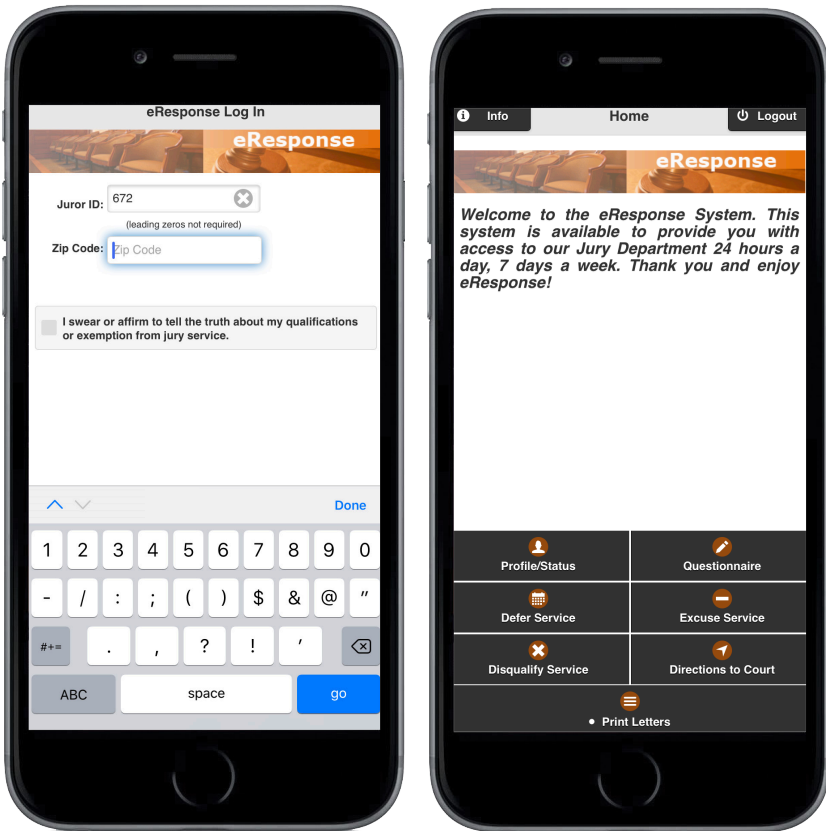 eResponse Log In
eResponse
Juror ID: 672
(leading zeros not required)
Zip Code: Zip Code
I swear or affirm to tell the truth about my qualifications
or exemption from jury service.
Done
1 2 3 4 5 6 7 8 9 0
- / : ; ( ) $ & @ "
#+= . , ? ! '
ABC space go
Info Home Logout
eResponse
Welcome to the eResponse System. This
system is available to provide you with
access to our Jury Department 24 hours a
day, 7 days a week. Thank you and enjoy
eResponse!
Profile/Status Questionnaire
Defer Service Excuse Service
Disqualify Service Directions to Court
• Print Letters